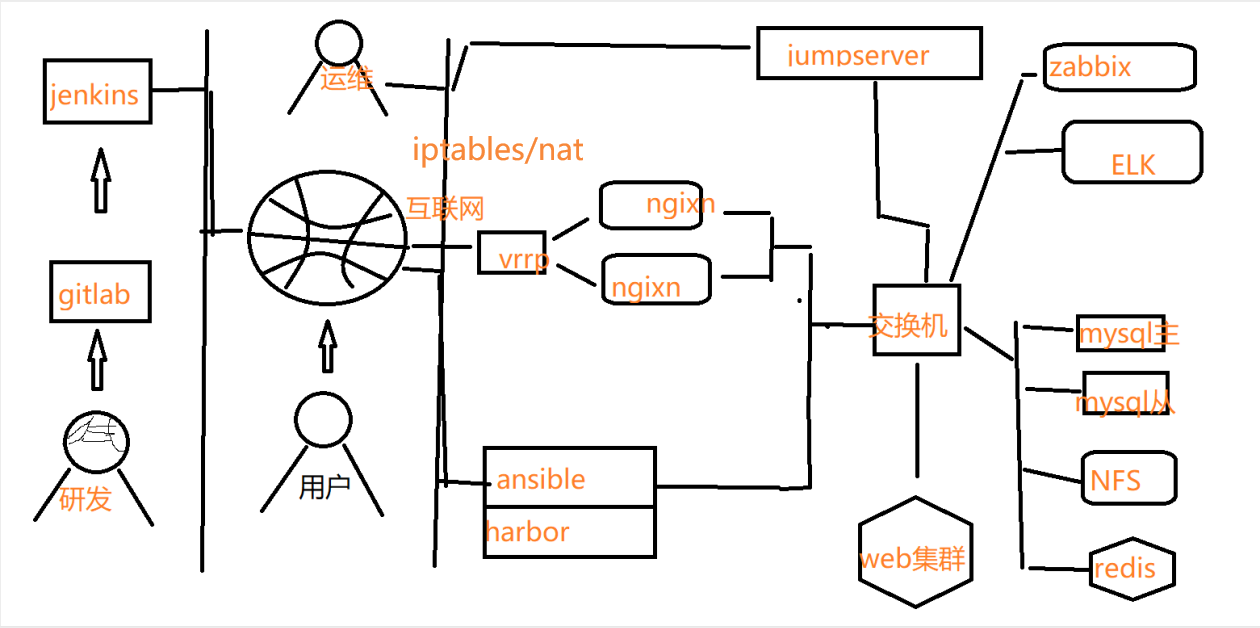 jenkins
运维
jumpserver
zabbix
iptables/nat
ELK
互联网
ngixn
vrrp
ngixn
gitlab
交换机
mysql主
mysql从
研发
用户
ansible
harbor
NFS
web集群
redis